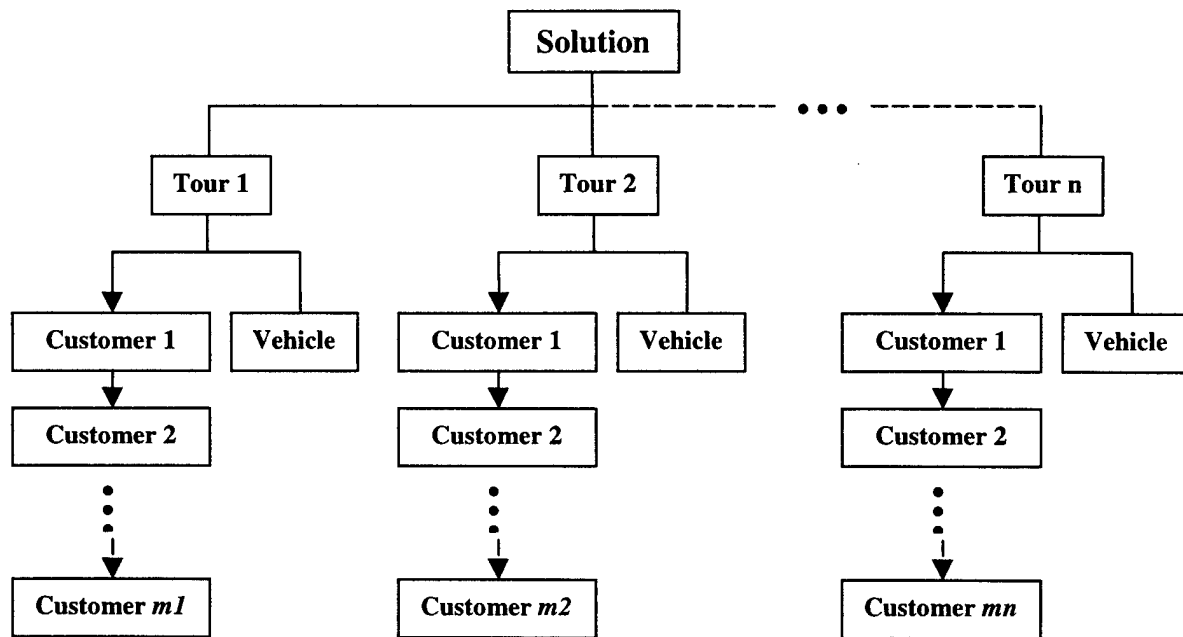 Solution
Tour 1
Tour 2
Tour n
Customer 1
Vehicle
Customer 1
Vehicle
Customer 1
Vehicle
Customer 2
Customer 2
Customer 2
Customer m1
Customer m2
Customer mn